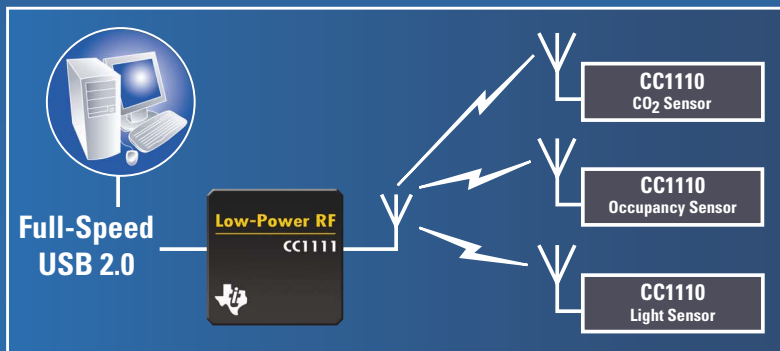 Full-Speed
USB 2.0
Low-Power RF
CC1111
CC1110
CO2 Sensor
CC1110
Occupancy Sensor
CC1110
Light Sensor